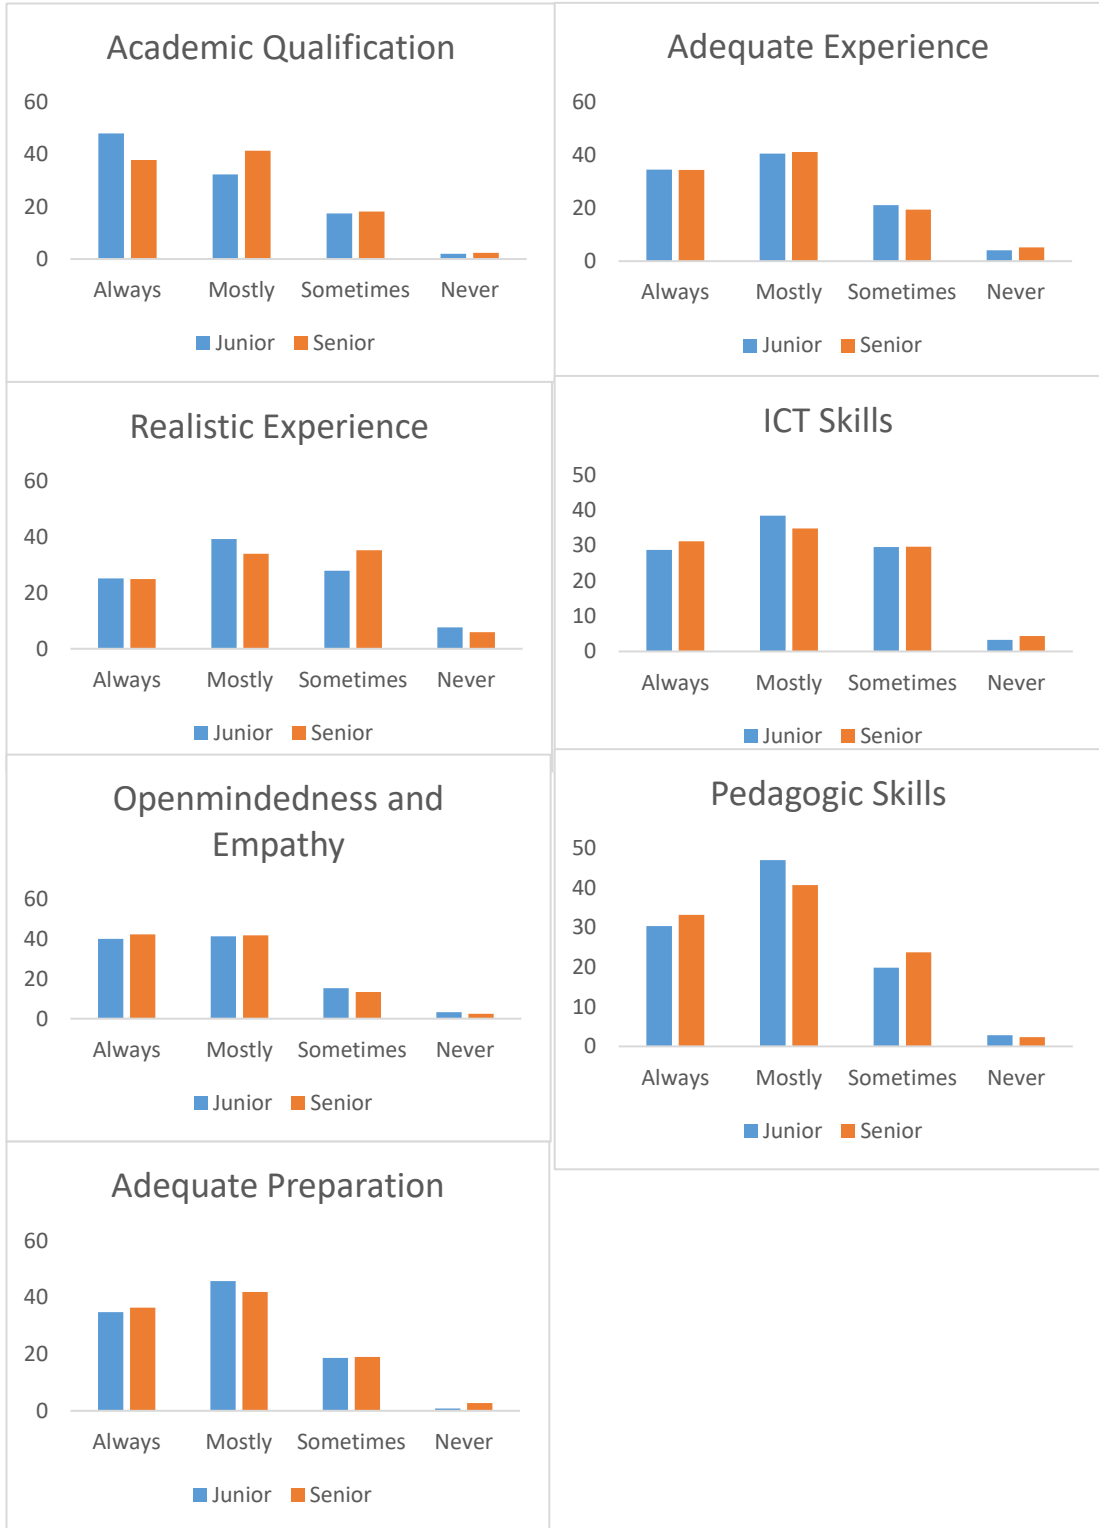 Academic Qualification
60
40
20
0
Always Mostly Sometimes Never
Junior Senior
Adequate Experience
60
40
20
0
Always Mostly Sometimes Never
Junior Senior
Realistic Experience
60
40
20
0
Always Mostly Sometimes Never
Junior Senior
ICT Skills
50
40
30
20
10
0
Always Mostly Sometimes Never
Junior Senior
Openmindedness and
Empathy
60
40
20
0
Always Mostly Sometimes Never
Junior Senior
Pedagogic Skills
50
40
30
20
10
0
Always Mostly Sometimes Never
Junior Senior
Adequate Preparation
60
40
20
0
Always Mostly Sometimes Never
Junior Senior